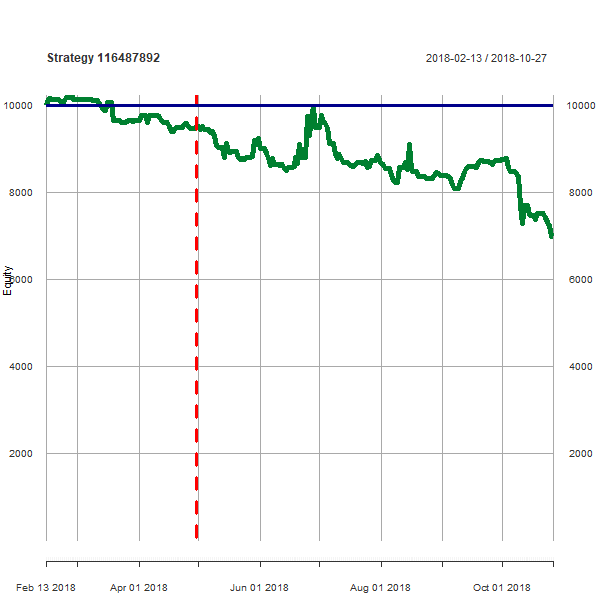 Strategy 116487892
2018-02-13 / 2018-10-27
10000 10000
8000 8000
6000 6000
Equity
4000 4000
2000 2000
Feb 13 2018 Apr 01 2018 Jun 01 2018 Aug 01 2018 Oct 01 2018